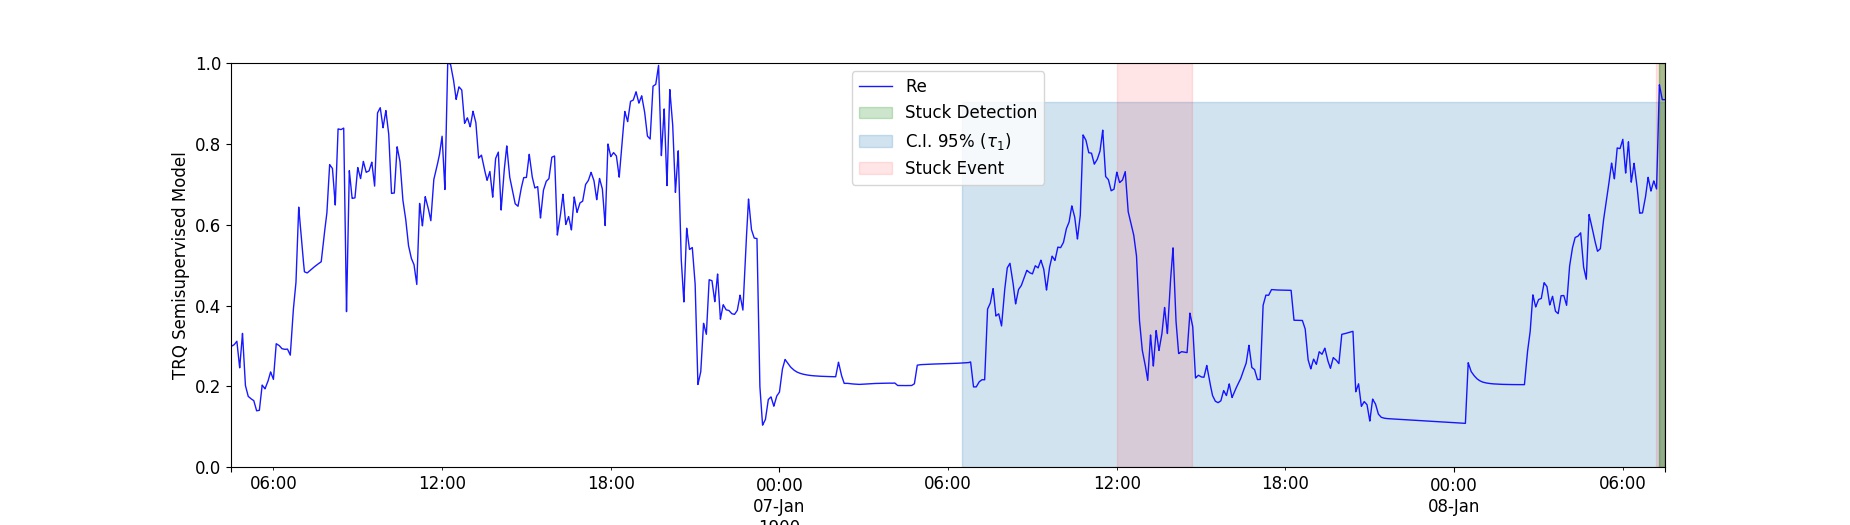 TRQ Semisupervised Model
1.0
0.8
0.6
0.4
0.2
0.0
Re
Stuck Detection
C.I. 95% (τ₁)
Stuck Event
06:00 12:00 18:00 00:00 06:00 12:00 18:00 00:00 06:00
07-Jan 08-Jan
1900